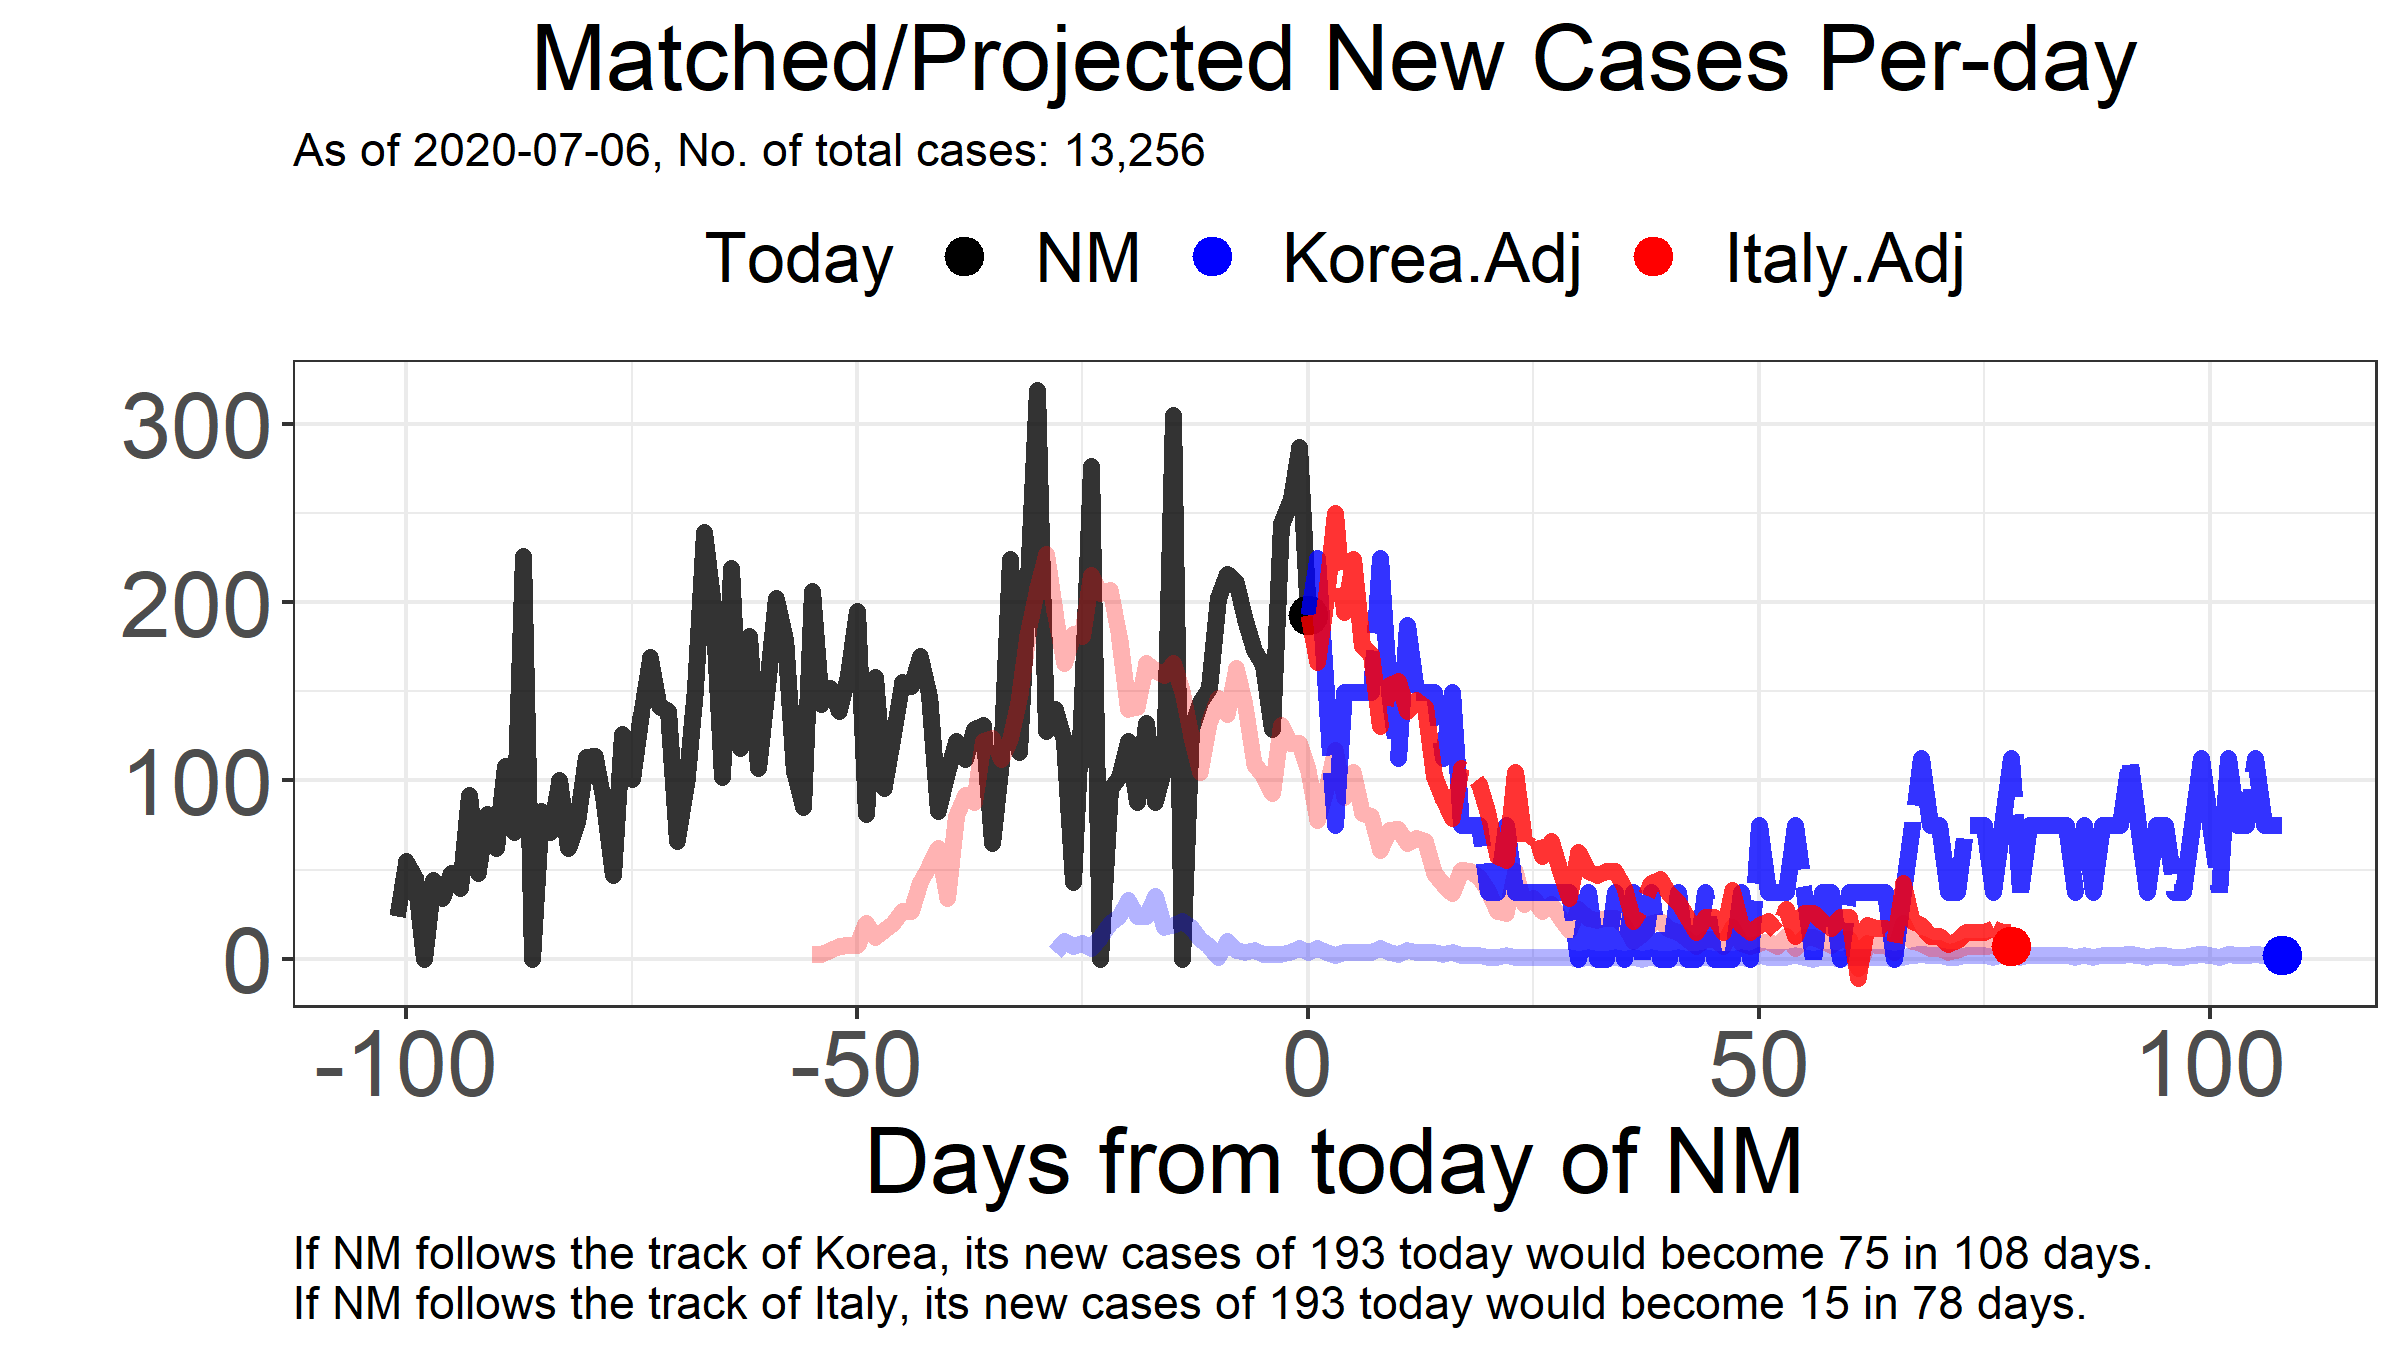 Matched/Projected New Cases Per-day
As of 2020-07-06, No. of total cases: 13,256
Today NM Korea.Adj Italy.Adj
300
200
100
0
-100 -50 0 50 100
Days from today of NM
If NM follows the track of Korea, its new cases of 193 today would become 75 in 108 days.
If NM follows the track of Italy, its new cases of 193 today would become 15 in 78 days.